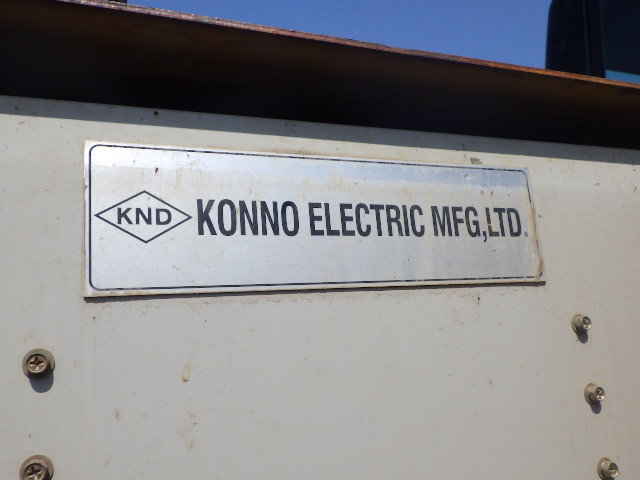 KND KONNO ELECTRIC MFG,LTD.